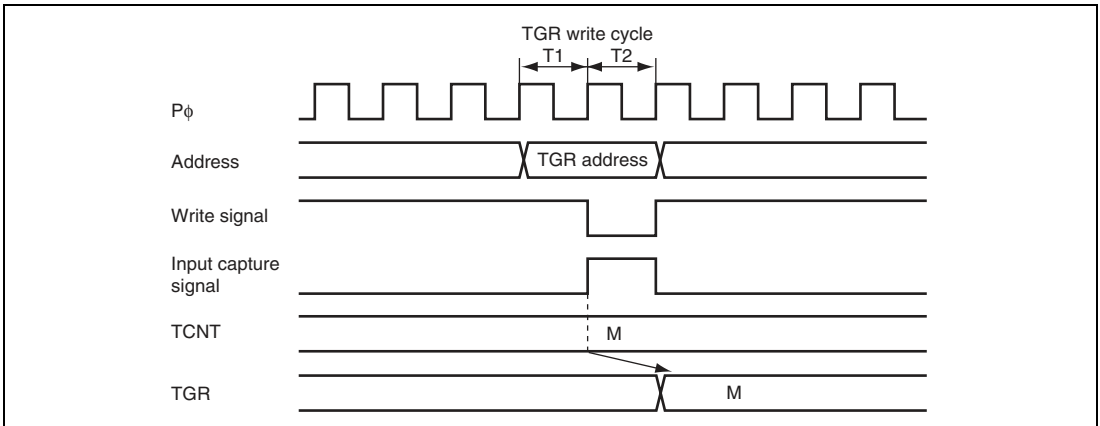 TGR write cycle
T1 T2
Pϕ
Address
TGR address
Write signal
Input capture
signal
TCNT
M
TGR
M